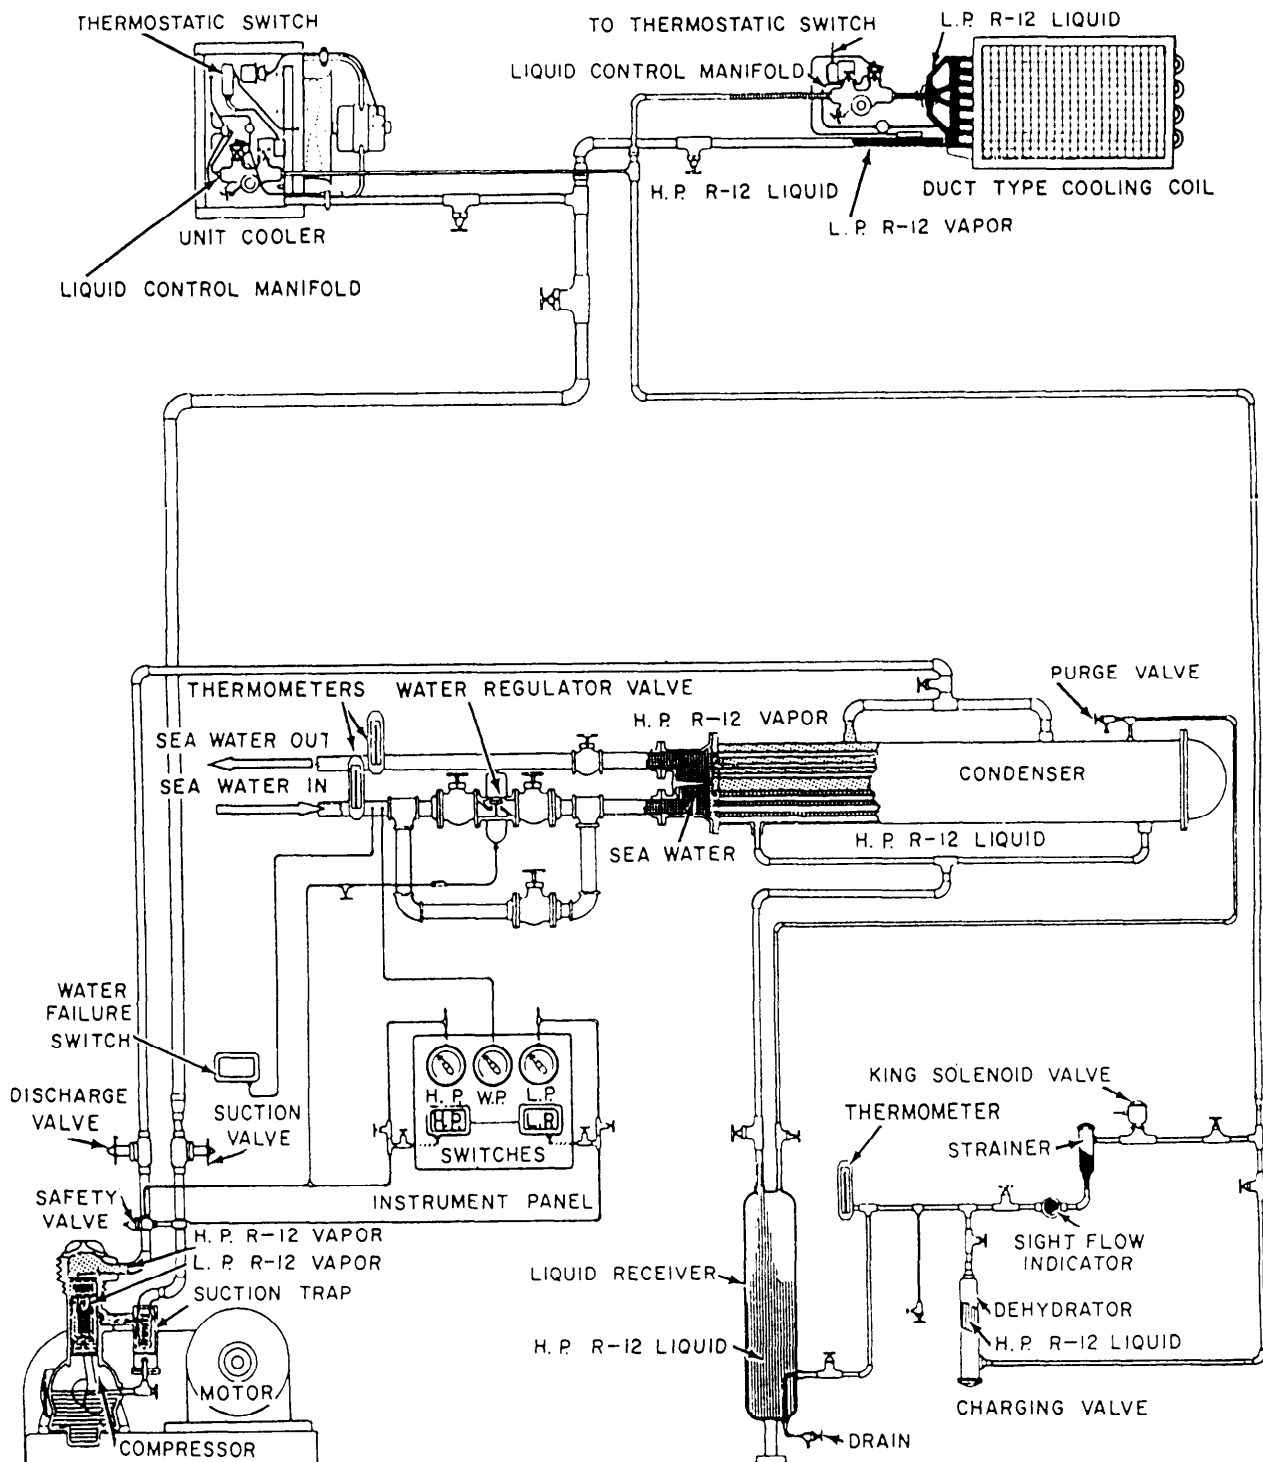 THERMOSTATIC SWITCH
TO THERMOSTATIC SWITCH
L.P. R-12 LIQUID
LIQUID CONTROL MANIFOLD
H.P. R-12 LIQUID
DUCT TYPE COOLING COIL
L.P. R-12 VAPOR
UNIT COOLER
LIQUID CONTROL MANIFOLD
THERMOMETERS
WATER REGULATOR VALVE
PURGE VALVE
H.P. R-12 VAPOR
SEA WATER OUT
SEA WATER IN
CONDENSER
SEA WATER
H.P. R-12 LIQUID
WATER
FAILURE
SWITCH
DISCHARGE
VALVE
SUCTION
VALVE
H.P.
W.P.
L.P.
H.P.
L.P.
SWITCHES
INSTRUMENT PANEL
KING SOLENOID VALVE
THERMOMETER
STRAINER
SAFETY
VALVE
H.P. R-12 VAPOR
L.P. R-12 VAPOR
SUCTION TRAP
SIGHT FLOW
INDICATOR
LIQUID RECEIVER
DEHYDRATOR
H.P. R-12 LIQUID
H.P. R-12 LIQUID
MOTOR
CHARGING VALVE
COMPRESSOR
DRAIN